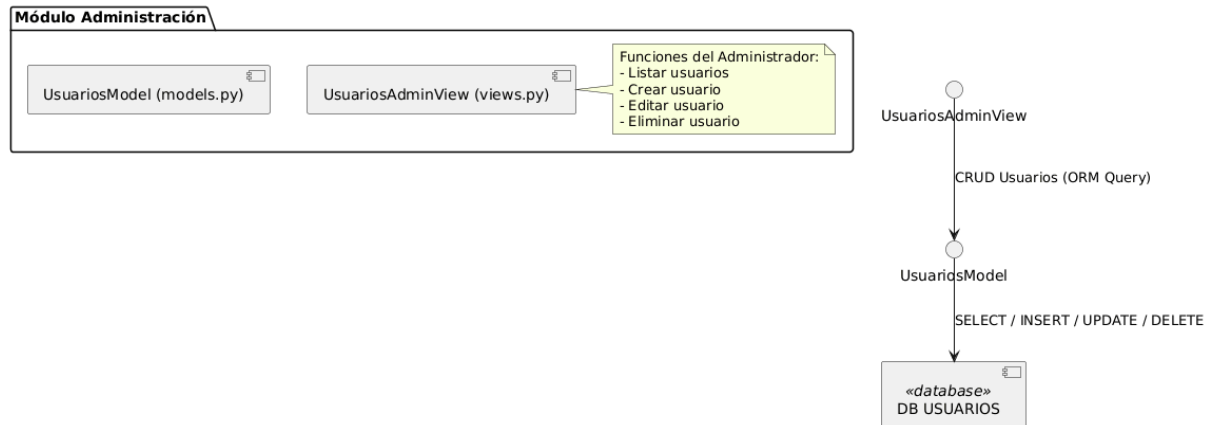 Módulo Administración
UsuariosModel (models.py)
UsuariosAdminView (views.py)
Funciones del Administrador:
- Listar usuarios
- Crear usuario
- Editar usuario
- Eliminar usuario
UsuariosAdminView
CRUD Usuarios (ORM Query)
UsuariosModel
SELECT / INSERT / UPDATE / DELETE
«database»
DB USUARIOS